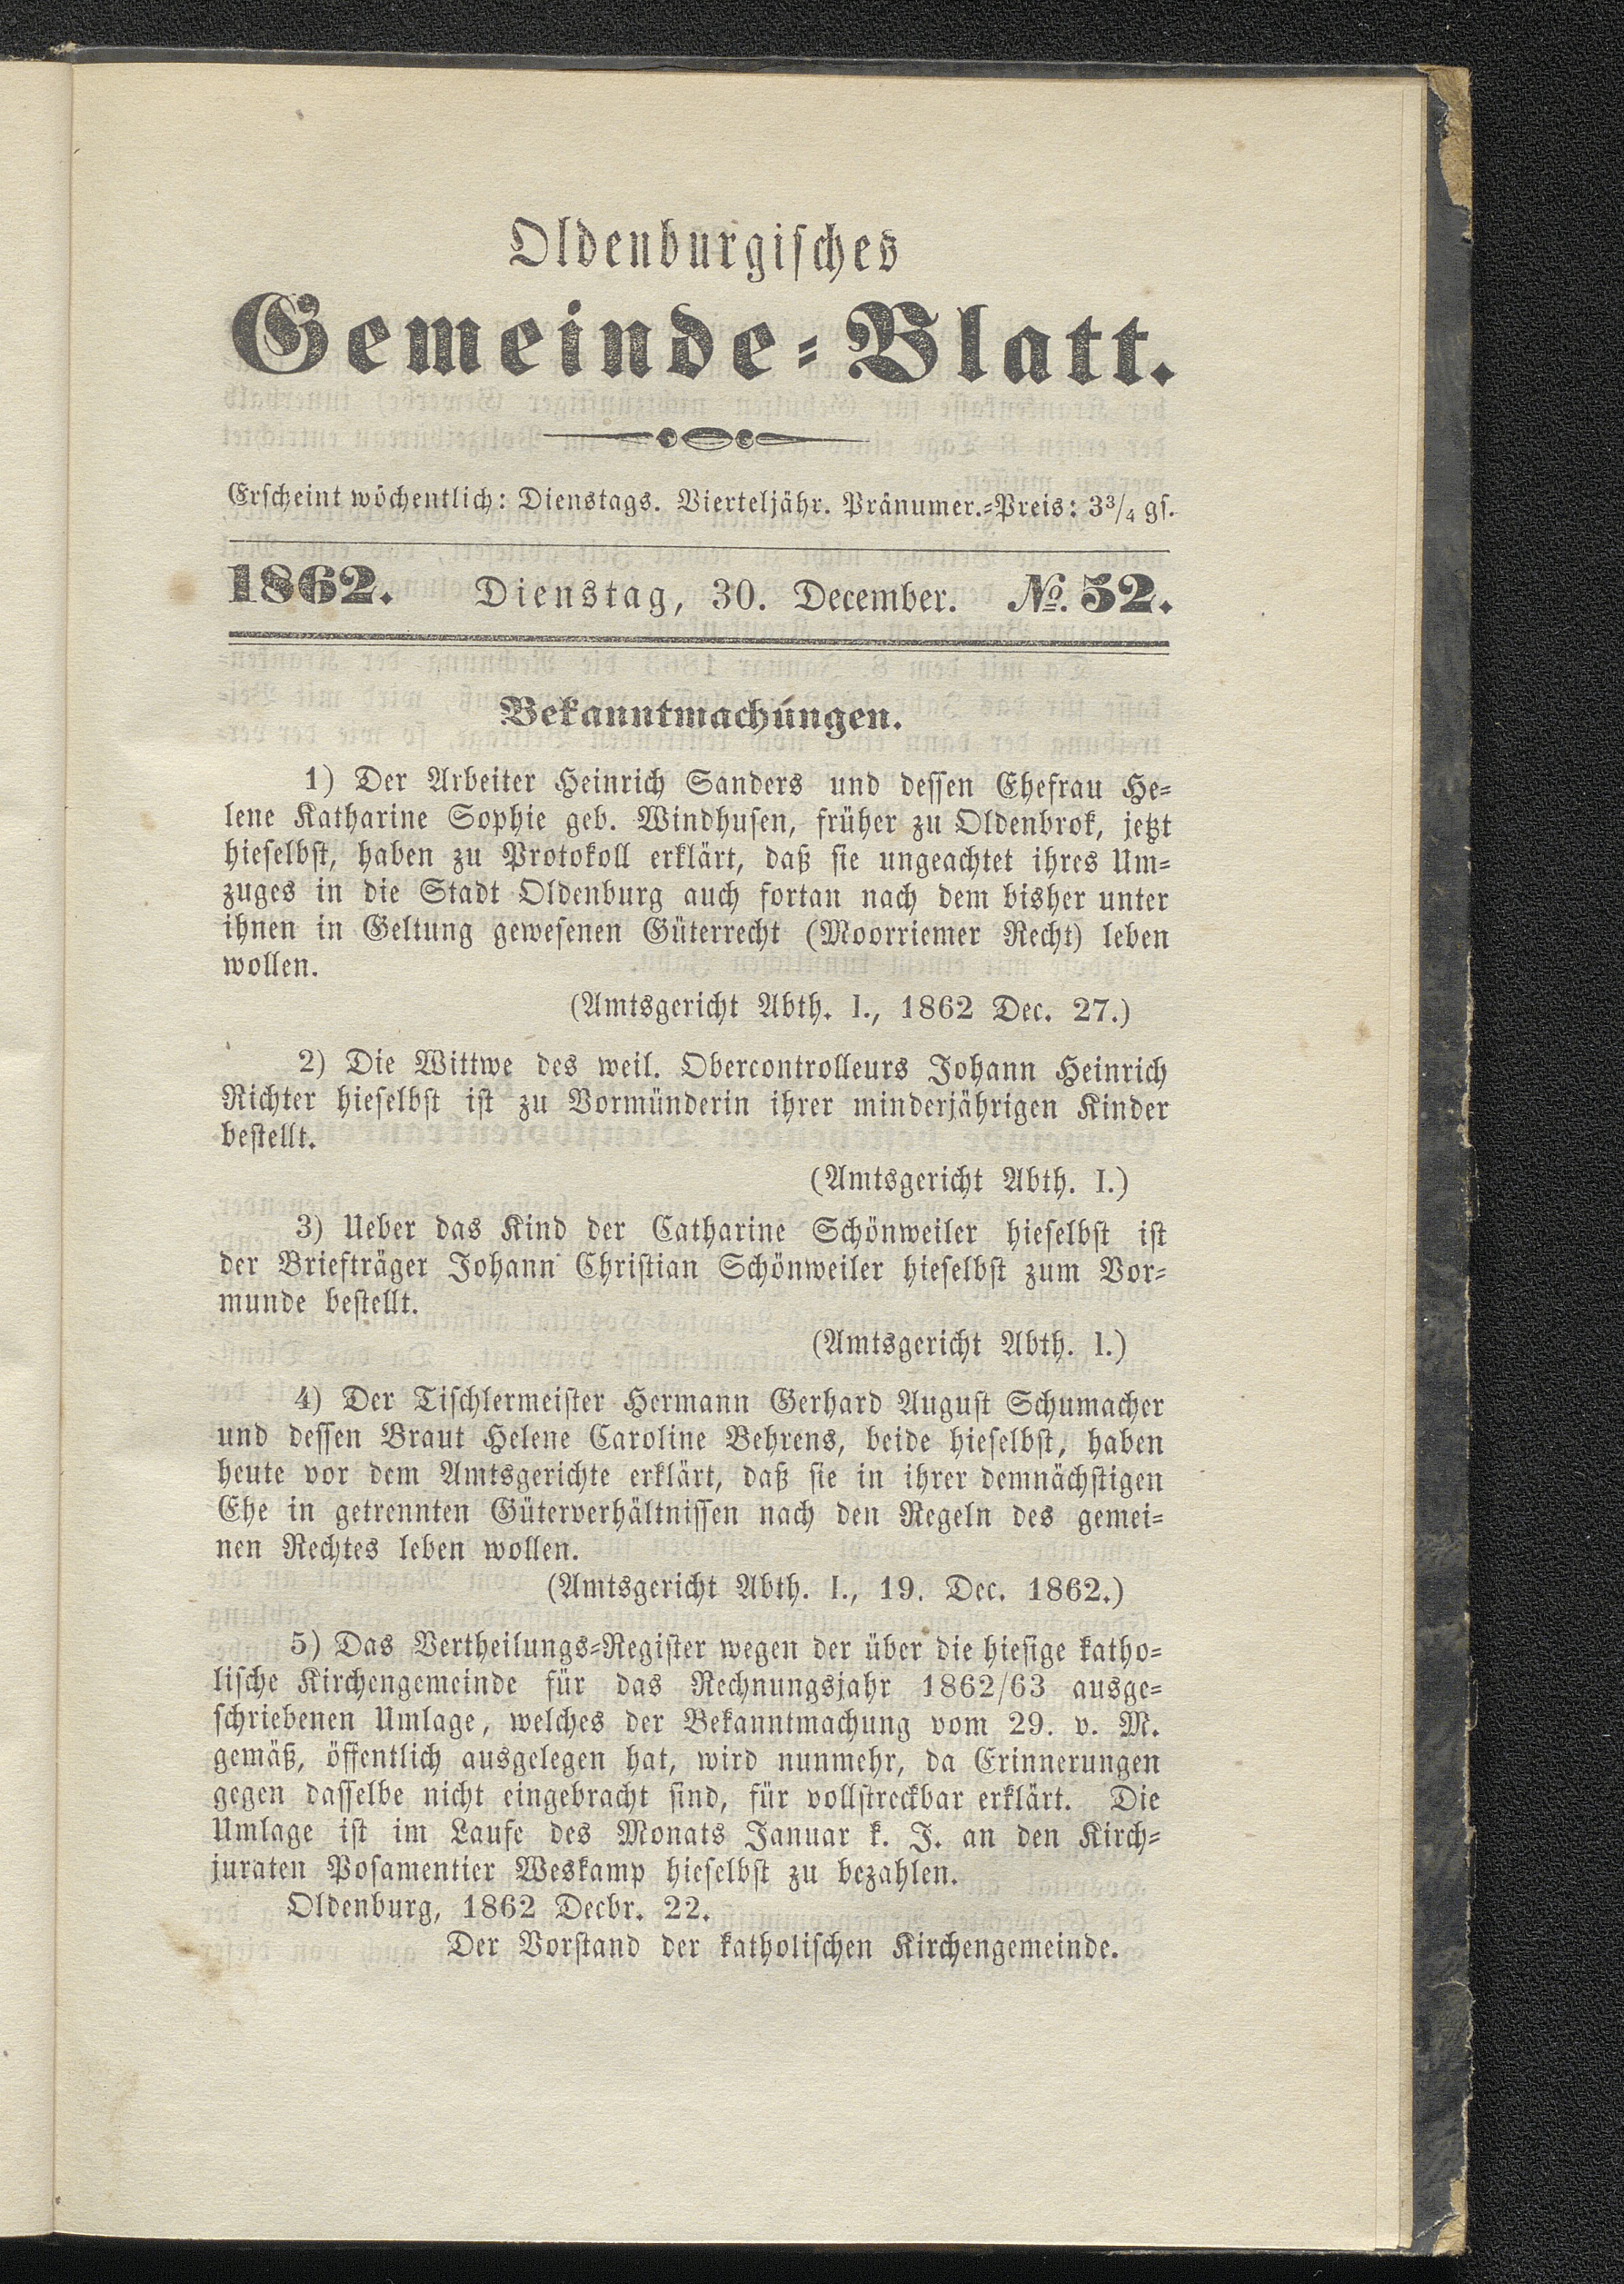 Oldenburgisches
Gemeinde-Blatt.
Erscheint wöchentlich: Dienstags. Vierteljähr. Pränumer.-Preis: 3¾ gs.
1862. Dienstag, 30. December. № 52.
Bekanntmachungen.
1) Der Arbeiter Heinrich Sanders und dessen Ehefrau He-
lene Katharine Sophie geb. Windhusen, früher zu Oldenbrok, jetzt
hieselbst, haben zu Protokoll erklärt, daß sie ungeachtet ihres Um-
zuges in die Stadt Oldenburg auch fortan nach dem bisher unter
ihnen in Geltung gewesenen Güterrecht (Moorriemer Recht) leben
wollen.
(Amtsgericht Abth. I., 1862 Dec. 27.)
2) Die Wittwe des weil. Obercontrolleurs Johann Heinrich
Richter hieselbst ist zu Vormünderin ihrer minderjährigen Kinder
bestellt.
(Amtsgericht Abth. I.)
3) Ueber das Kind der Catharine Schönweiler hieselbst ist
der Briefträger Johann Christian Schönweiler hieselbst zum Vor-
munde bestellt.
(Amtsgericht Abth. I.)
4) Der Tischlermeister Hermann Gerhard August Schumacher
und dessen Braut Helene Caroline Behrens, beide hieselbst, haben
heute vor dem Amtsgerichte erklärt, daß sie in ihrer demnächstigen
Ehe in getrennten Güterverhältnissen nach den Regeln des gemei-
nen Rechtes leben wollen.
(Amtsgericht Abth. I., 19. Dec. 1862.)
5) Das Vertheilungs-Register wegen der über die hiesige katho-
lische Kirchengemeinde für das Rechnungsjahr 1862/63 ausge-
schriebenen Umlage, welches der Bekanntmachung vom 29. v. M.
gemäß, öffentlich ausgelegen hat, wird nunmehr, da Erinnerungen
gegen dasselbe nicht eingebracht sind, für vollstreckbar erklärt. Die
Umlage ist im Laufe des Monats Januar k. J. an den Kirch-
juraten Posamentier Weskamp hieselbst zu bezahlen.
Oldenburg, 1862 Decbr. 22.
Der Vorstand der katholischen Kirchengemeinde.